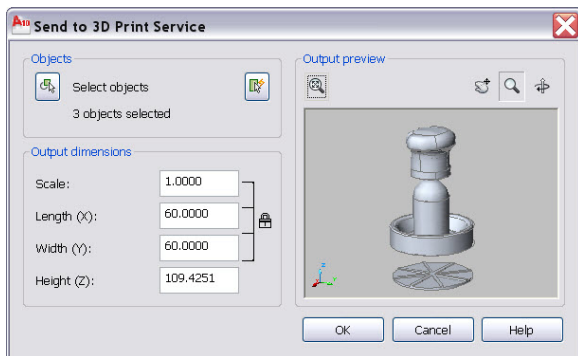 A10 Send to 3D Print Service
Objects
Select objects
3 objects selected
Output dimensions
Scale: 1.0000
Length (X): 60.0000
Width (Y): 60.0000
Height (Z): 109.4251
Output preview
OK Cancel Help